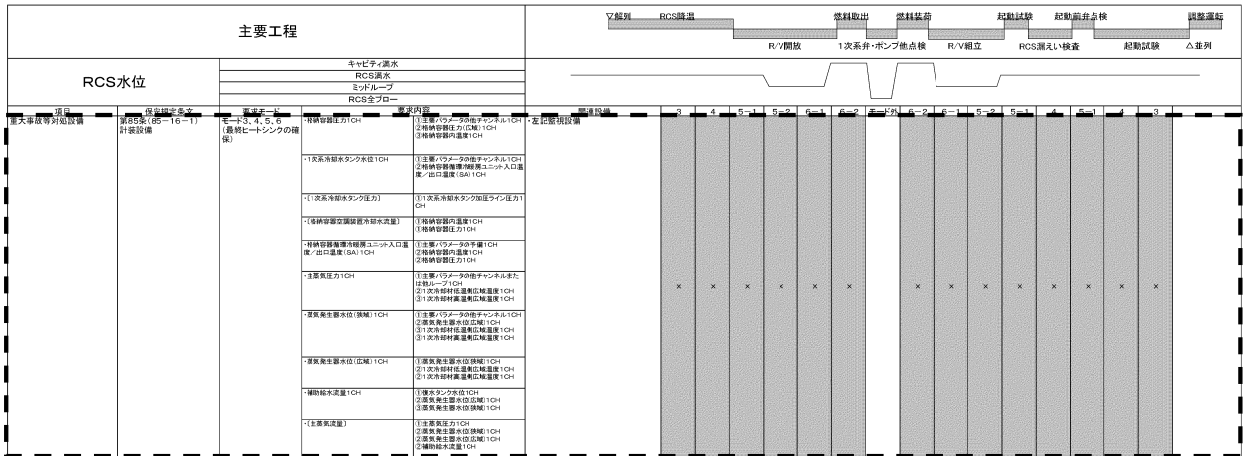 主要工程
▽解列 RCS降温 燃料取出 燃料装荷 起動試験 起動前弁点検 調整運転
R/V開放 1次系弁・ポンプ他点検 R/V組立 RCS漏えい検査 起動試験 △並列
RCS水位
キャビティ満水
RCS満水
ミッドループ
RCS全ブロー
項目 保安規定条文 要求モード 要求内容 関連設備 3 4 5-1 5-2 6-1 6-2 モード外 6-2 6-1 5-2 5-1 4 5-1 4 3
重大事故等対処設備
第85条(85-16-1)
計装設備
モード3、4、5、6
(最終ヒートシンクの確
保)
・格納容器圧力1CH
①主要パラメータの他チャンネル1CH
②格納容器圧力(広域)1CH
③格納容器内温度1CH
・左記監視設備
・1次系冷却水タンク水位1CH
①主要パラメータの他チャンネル1CH
②格納容器循環冷暖房ユニット入口温
度/出口温度(SA)1CH
・[1次系冷却水タンク圧力]
①1次系冷却水タンク加圧ライン圧力1
CH
・[格納容器空調装置冷却水流量]
①格納容器内温度1CH
①格納容器圧力1CH
・格納容器循環冷暖房ユニット入口温
度/出口温度(SA)1CH
①主要パラメータの予備1CH
②格納容器内温度1CH
②格納容器圧力1CH
・主蒸気圧力1CH
①主要パラメータの他チャンネルまた
は他ループ1CH
②1次冷却材低温側広域温度1CH
③1次冷却材高温側広域温度1CH
× × × × × × × × × × × × × ×
・蒸気発生器水位(狭域)1CH
①主要パラメータの他チャンネル1CH
②蒸気発生器水位(広域)1CH
③1次冷却材低温側広域温度1CH
③1次冷却材高温側広域温度1CH
・蒸気発生器水位(広域)1CH
①蒸気発生器水位(狭域)1CH
②1次冷却材低温側広域温度1CH
②1次冷却材高温側広域温度1CH
・補助給水流量1CH
①復水タンク水位1CH
②蒸気発生器水位(広域)1CH
③蒸気発生器水位(狭域)1CH
・[主蒸気流量]
①主蒸気圧力1CH
②蒸気発生器水位(狭域)1CH
②蒸気発生器水位(広域)1CH
②補助給水流量1CH